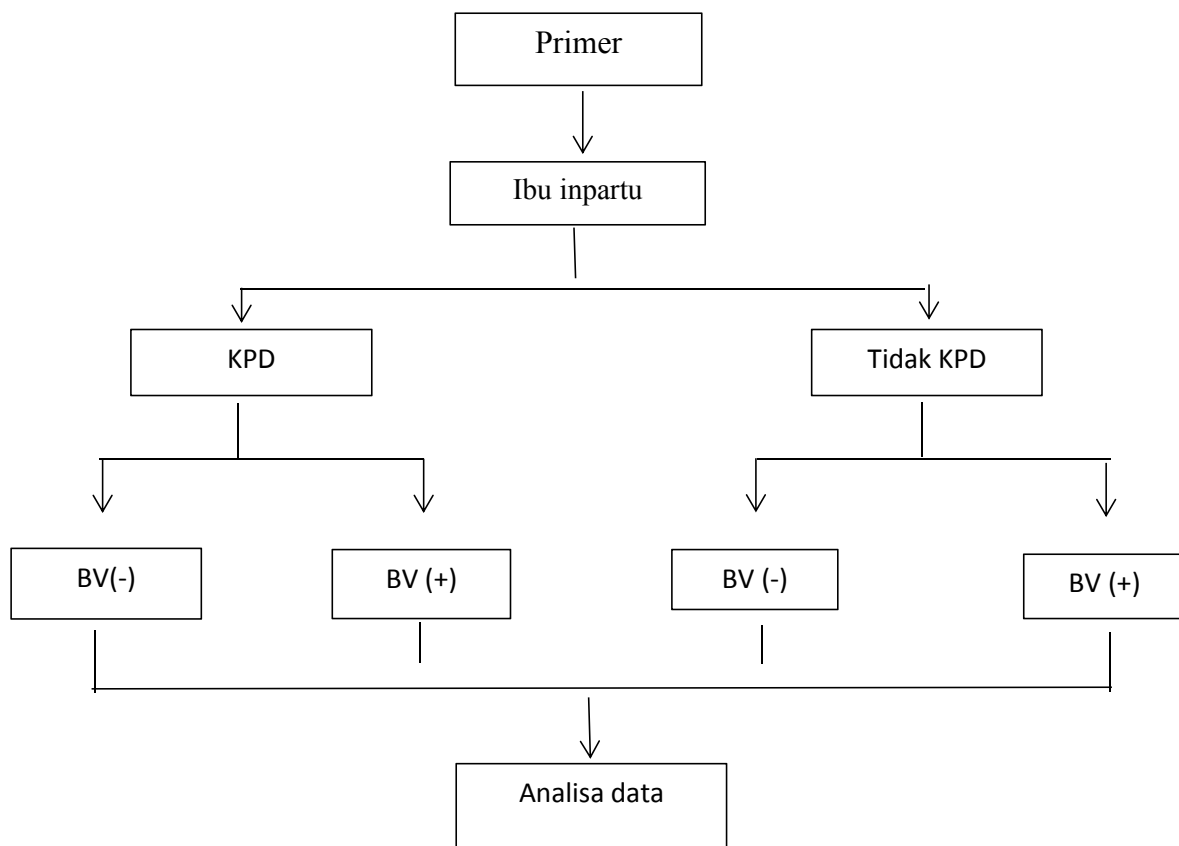 Primer
Ibu inpartu
KPD
Tidak KPD
BV(-)
BV (+)
BV (-)
BV (+)
Analisa data